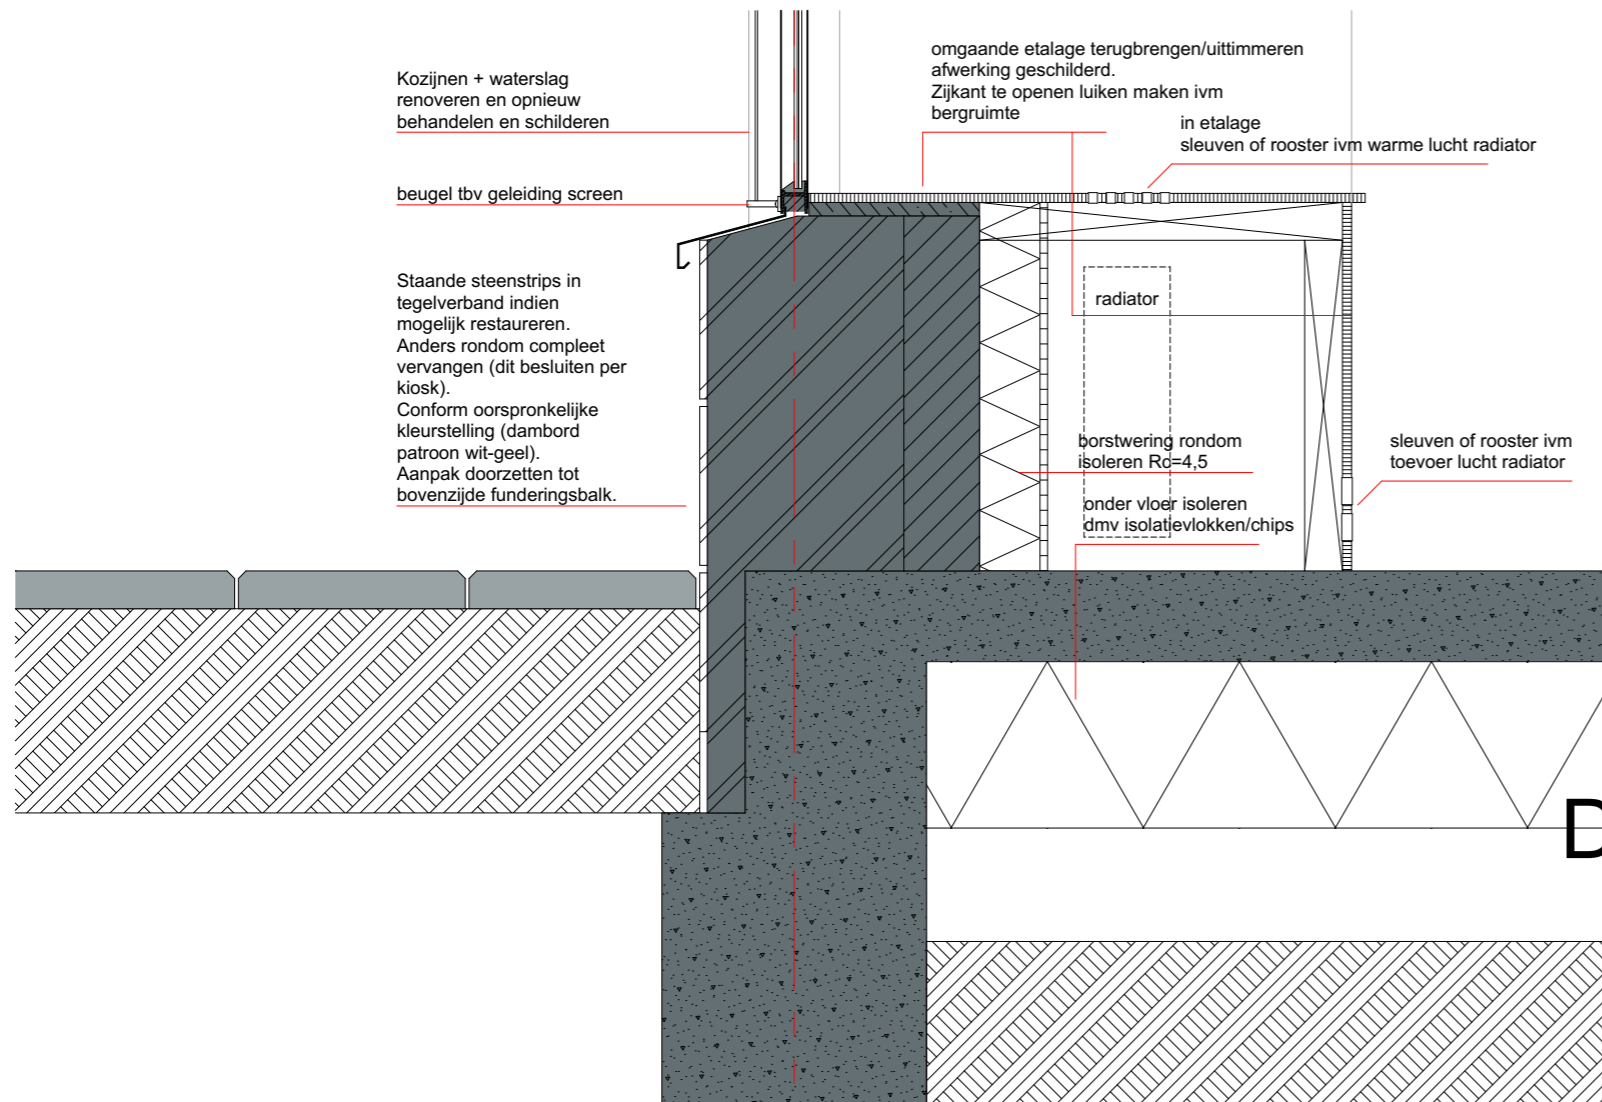 Kozijnen + waterslag
renoveren en opnieuw
behandelen en schilderen
beugel tbv geleiding screen
Staande steenstrips in
tegelverband indien
mogelijk restaureren.
Anders rondom compleet
vervangen (dit besluiten per
kiosk).
Conform oorspronkelijke
kleurstelling (dambord
patroon wit-geel).
Aanpak doorzetten tot
bovenzijde funderingsbalk.
omgaande etalage terugbrengen/uittimmeren
afwerking geschilderd.
Zijkant te openen luiken maken ivm
bergruimte
in etalage
sleuven of rooster ivm warme lucht radiator
radiator
borstwering rondom
isoleren Rc=4,5
onder vloer isoleren
dmv isolatievlokken/chips
sleuven of rooster ivm
toevoer lucht radiator
D